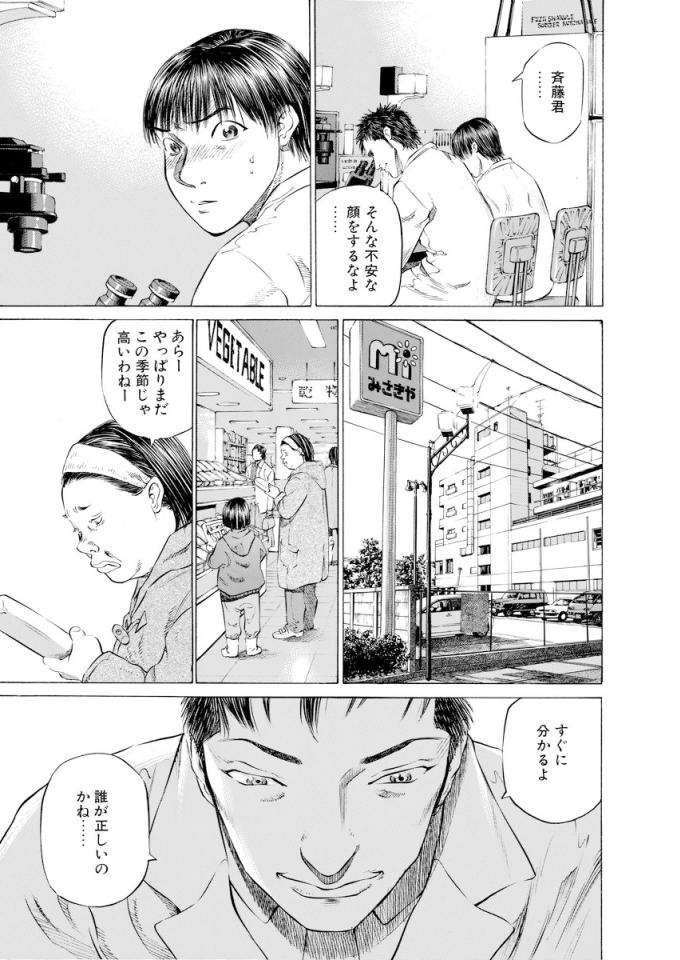 斉藤君
……
そんな不安な
顔をするなよ
……
Mi
みさきや
VEGETABLE
乾物
あらー
やっぱりまだ
この季節じゃ
高いわねー
すぐに
分かるよ
誰が正しいの
かね……